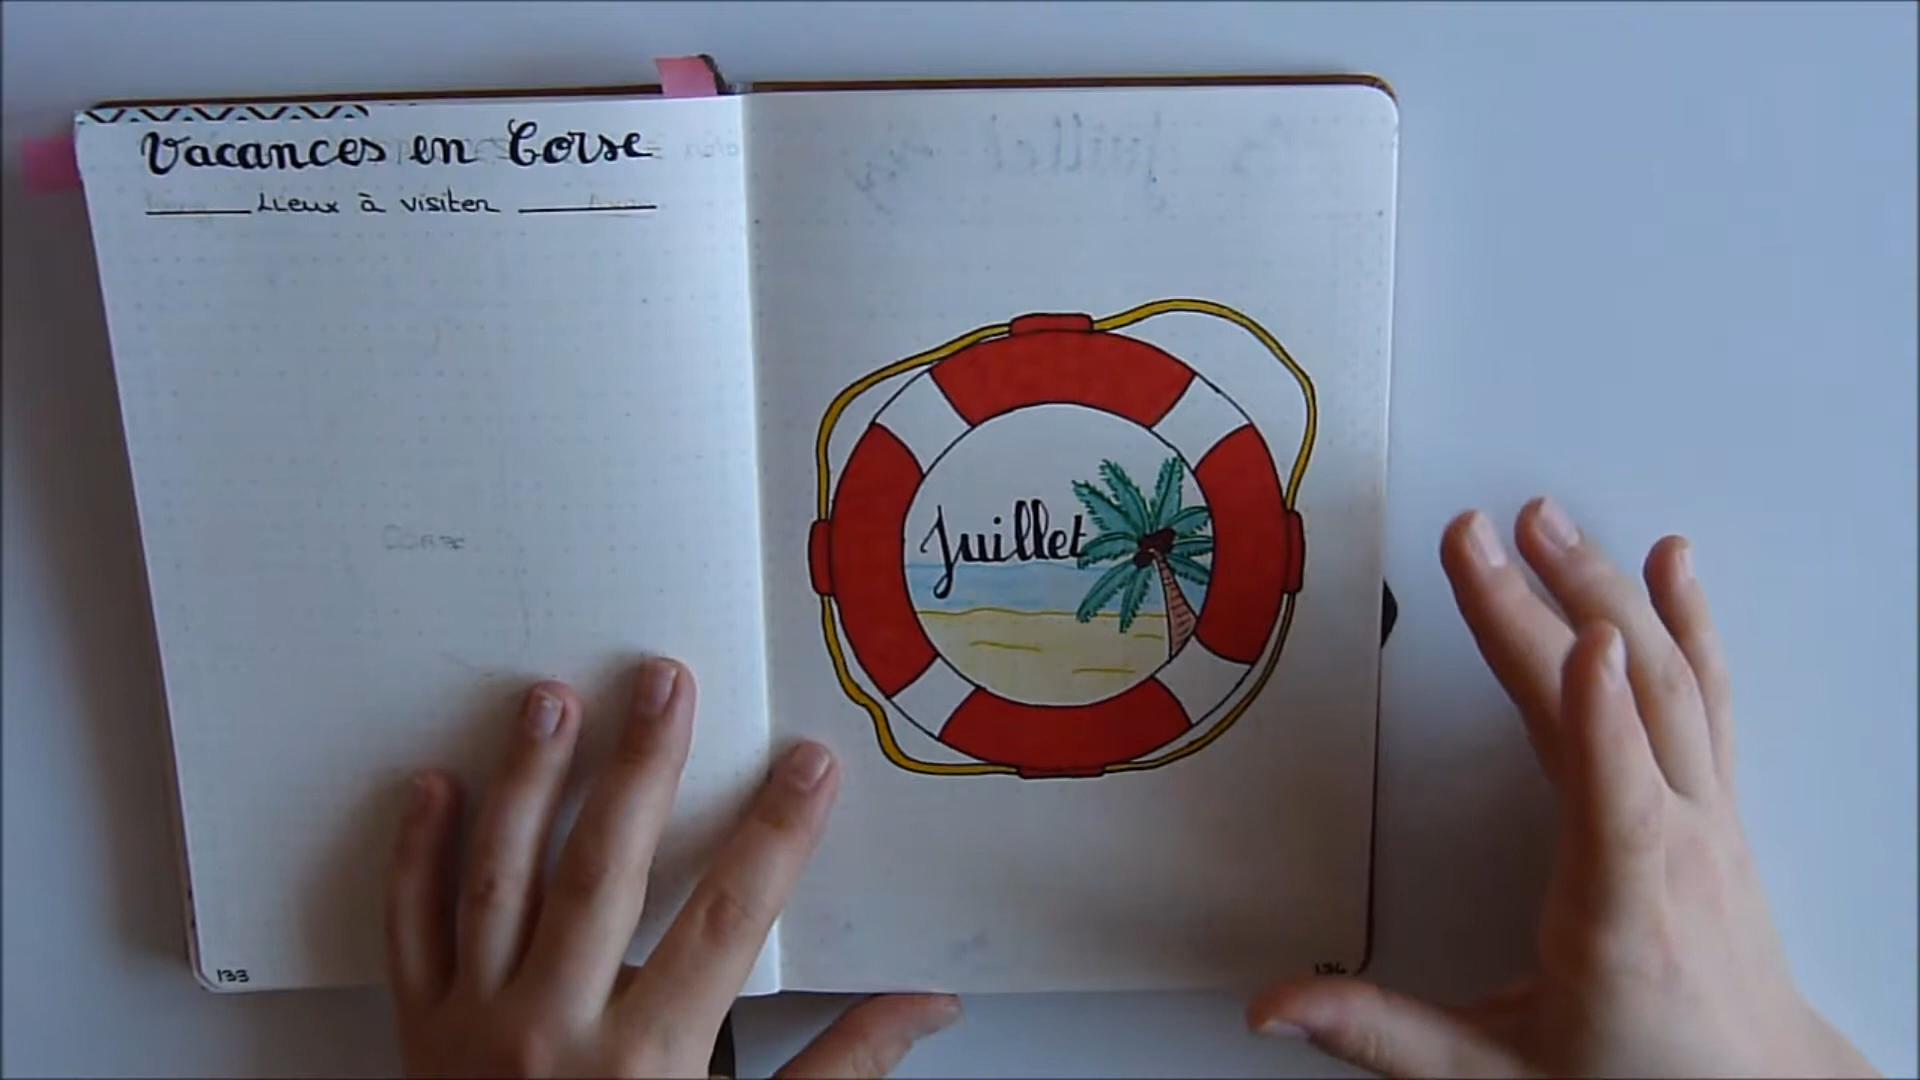 Vacances en Corse
Lieux à visiter
133
Juillet
134